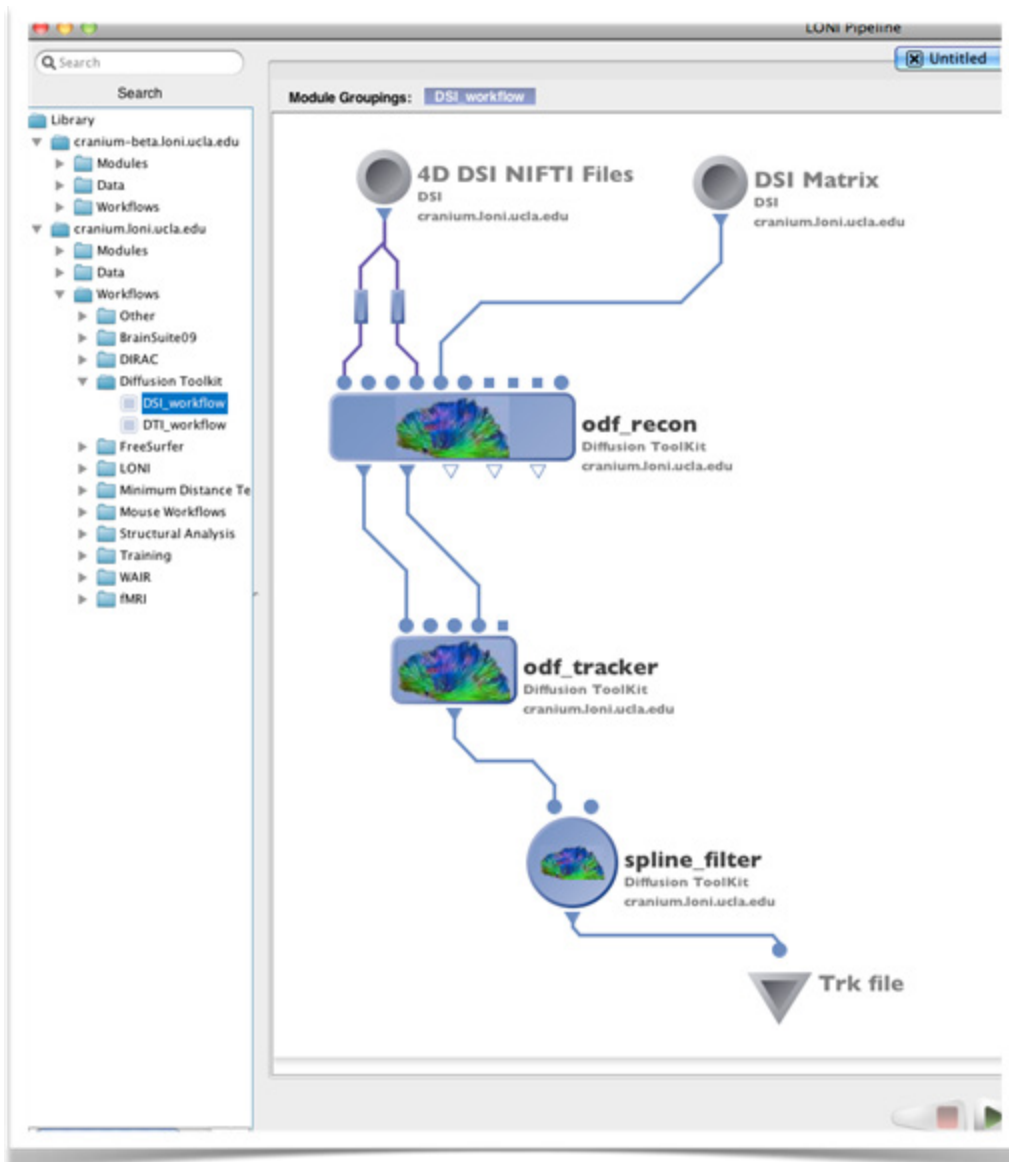 LONI Pipeline
Search
Untitled
Search
Module Groupings: DSI_workflow
Library
cranium-beta.loni.ucla.edu
Modules
Data
Workflows
cranium.loni.ucla.edu
Modules
Data
Workflows
Other
BrainSuite09
DIRAC
Diffusion Toolkit
DSI_workflow
DTI_workflow
FreeSurfer
LONI
Minimum Distance Te
Mouse Workflows
Structural Analysis
Training
WAIR
fMRI
4D DSI NIFTI Files
DSI
cranium.loni.ucla.edu
DSI Matrix
DSI
cranium.loni.ucla.edu
odf_recon
Diffusion ToolKit
cranium.loni.ucla.edu
odf_tracker
Diffusion ToolKit
cranium.loni.ucla.edu
spline_filter
Diffusion ToolKit
cranium.loni.ucla.edu
Trk file